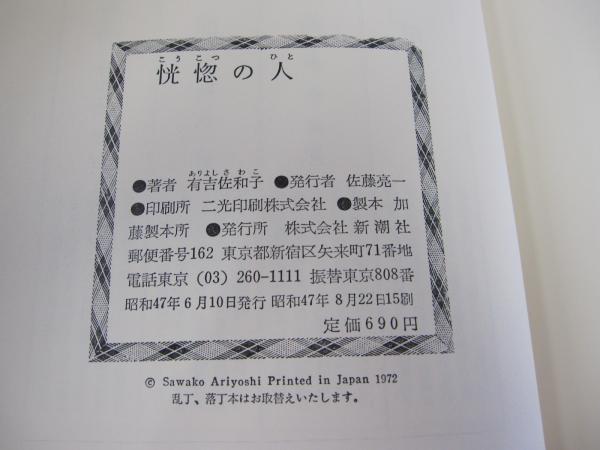 こうこつ ひと
恍惚の人
ありよしさわこ
●著者 有吉佐和子 ●発行者 佐藤亮一
●印刷所 二光印刷株式会社 ●製本 加
藤製本所 ●発行所 株式会社新潮社
郵便番号162 東京都新宿区矢来町71番地
電話東京(03)260-1111 振替東京808番
昭和47年6月10日発行 昭和47年8月22日15刷
定価690円
© Sawako Ariyoshi Printed in Japan 1972
乱丁、落丁本はお取替えいたします。